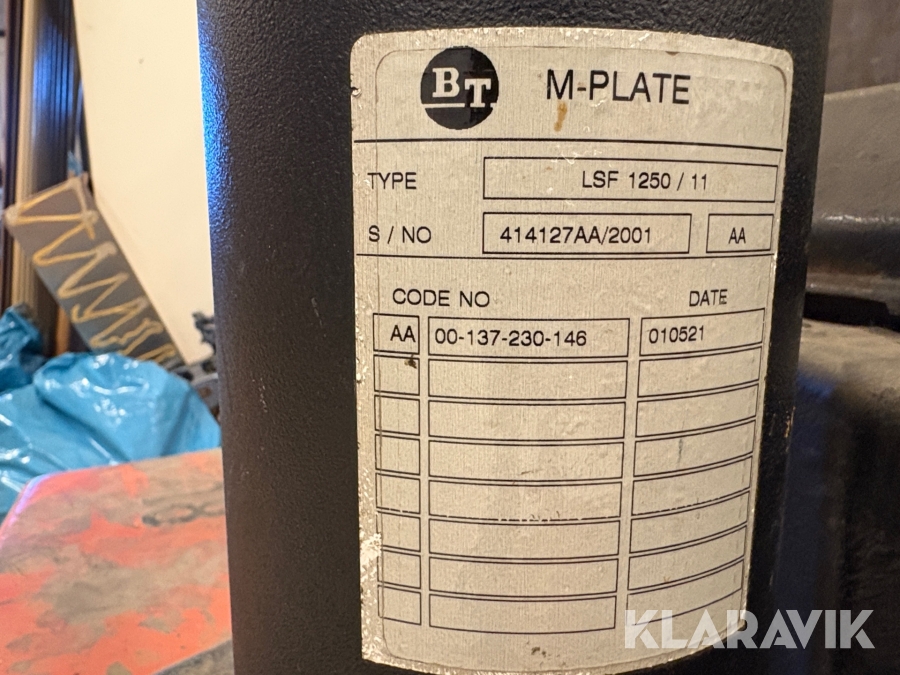 BT M-PLATE
TYPE LSF 1250 / 11
S / NO 414127AA/2001 AA
CODE NO DATE
AA 00-137-230-146 010521
KLARAVIK